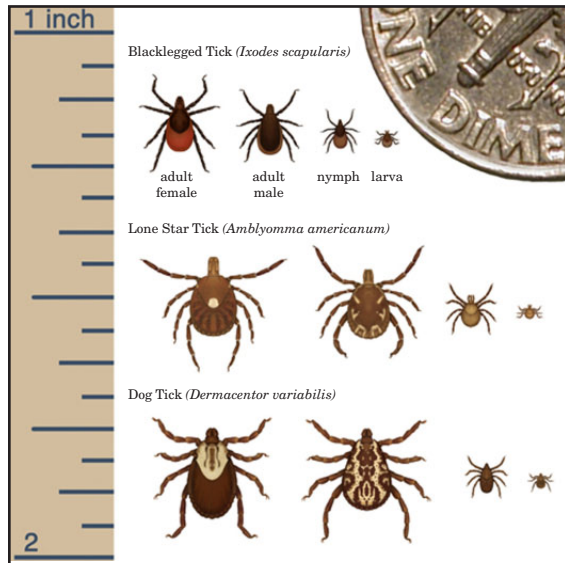 1 inch
Blacklegged Tick (Ixodes scapularis)
ONE DIME
adult female
adult male
nymph
larva
Lone Star Tick (Amblyomma americanum)
Dog Tick (Dermacentor variabilis)
2